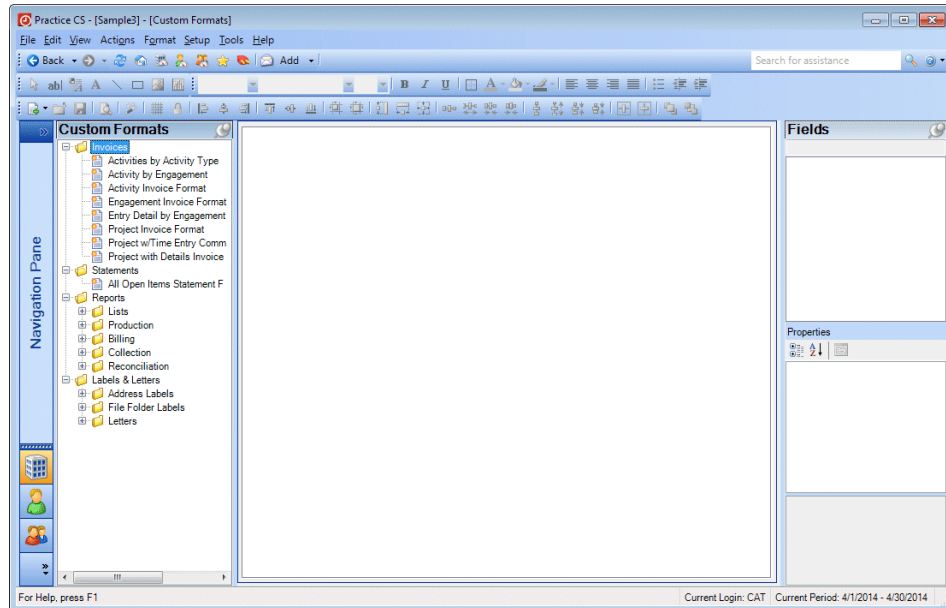 Practice CS - [Sample3] - [Custom Formats]
File Edit View Actions Format Setup Tools Help
Back Add Search for assistance
abl A
B I U A
Custom Formats
Fields
Invoices
Activities by Activity Type
Activity by Engagement
Activity Invoice Format
Engagement Invoice Format
Entry Detail by Engagement
Project Invoice Format
Project w/Time Entry Comm
Project with Details Invoice
Statements
All Open Items Statement F
Reports
Lists
Production
Billing
Collection
Reconciliation
Labels & Letters
Address Labels
File Folder Labels
Letters
Navigation Pane
Properties
For Help, press F1
Current Login: CAT Current Period: 4/1/2014 - 4/30/2014